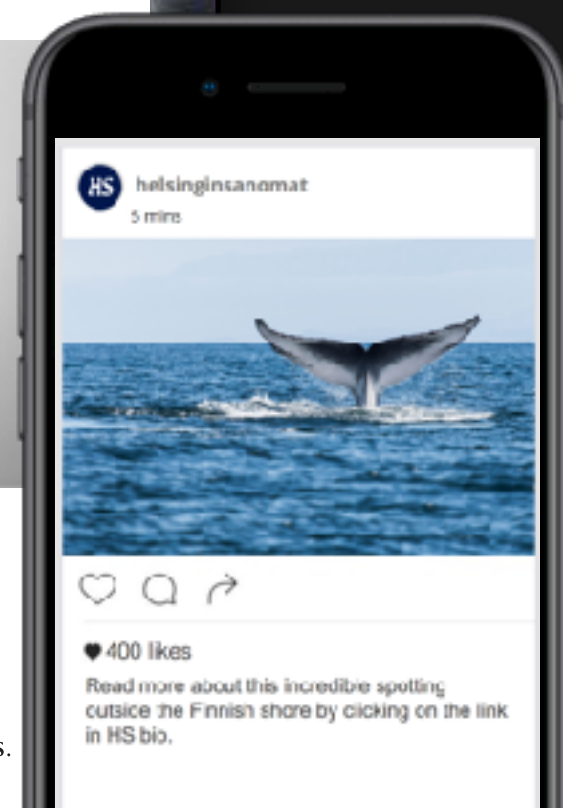 HS helsinginsanomat
5 mins
400 likes
Read more about this incredible spotting
outside the Finnish shore by clicking on the link
in HS bio.
s.